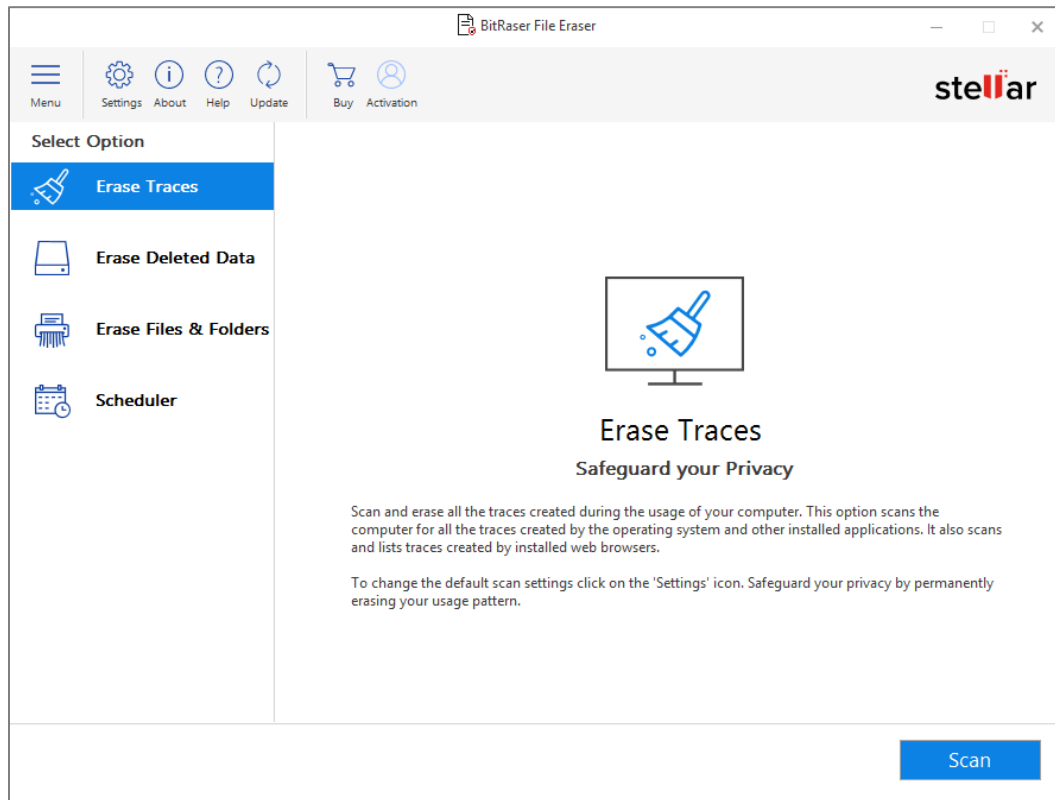 BitRaser File Eraser
Menu
Settings
About
Help
Update
Buy
Activation
stellar
Select Option
Erase Traces
Erase Deleted Data
Erase Files & Folders
Scheduler
Erase Traces
Safeguard your Privacy
Scan and erase all the traces created during the usage of your computer. This option scans the
computer for all the traces created by the operating system and other installed applications. It also scans
and lists traces created by installed web browsers.
To change the default scan settings click on the 'Settings' icon. Safeguard your privacy by permanently
erasing your usage pattern.
Scan